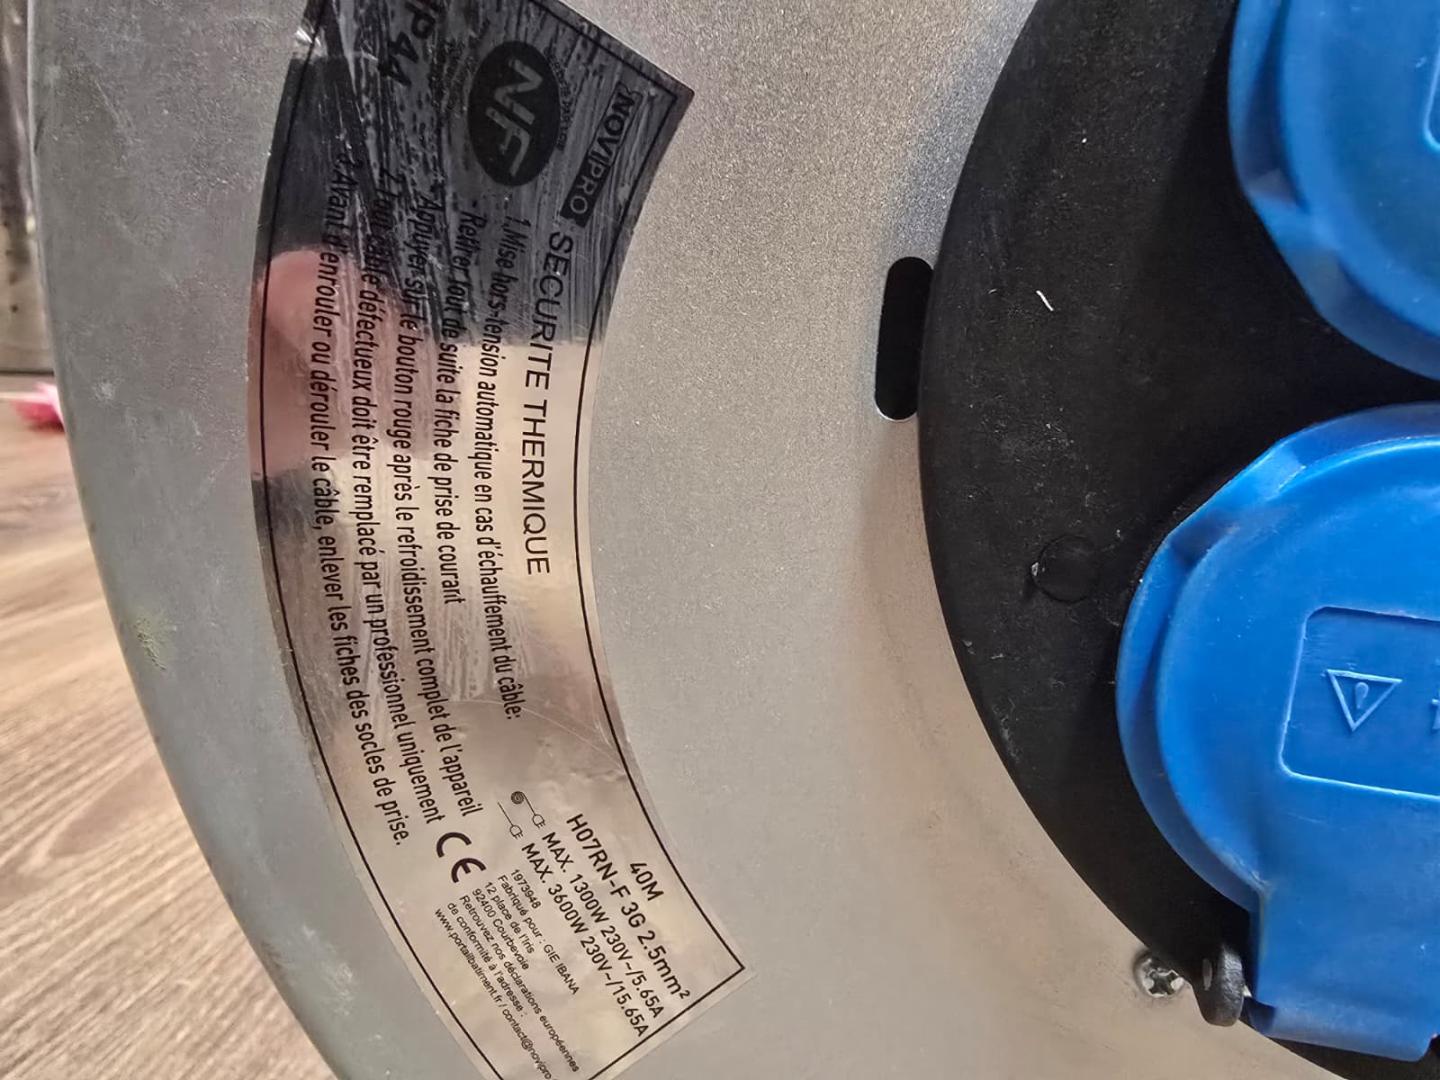 NOVIPRO
NF
IP44
SECURITE THERMIQUE
1.Mise hors-tension automatique en cas d'échauffement du câble:
- Retirer tout de suite la fiche de prise de courant
- Appuyer sur le bouton rouge après le refroidissement complet de l'appareil
2.Tout câble défectueux doit être remplacé par un professionnel uniquement
3.Avant d'enrouler ou dérouler le câble, enlever les fiches des socles de prise.
CE
40M
H07RN-F 3G 2.5mm²
MAX. 1300W 230V~/5.65A
MAX. 3600W 230V~/15.65A
1973948
Fabriqué pour : GIE IBANA
12 place de l'Iris
92400 Courbevoie
Retrouvez nos déclarations européennes
de conformité à l'adresse :
www.portailbatiment.fr / contact@novipro